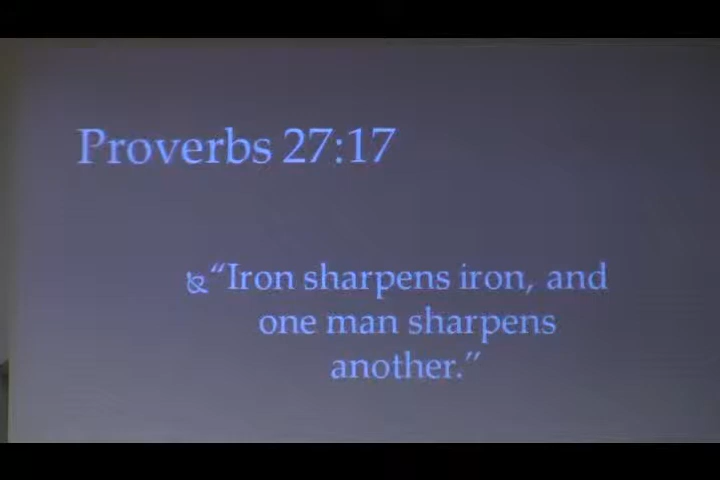 Proverbs 27:17
“Iron sharpens iron, and
one man sharpens
another.”